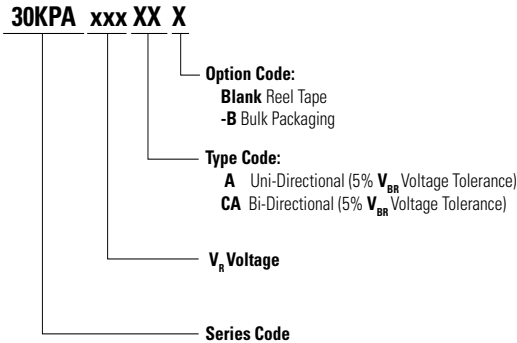 30KPA xxx XX X
Option Code:
Blank Reel Tape
-B Bulk Packaging
Type Code:
A Uni-Directional (5% VBR Voltage Tolerance)
CA Bi-Directional (5% VBR Voltage Tolerance)
VR Voltage
Series Code